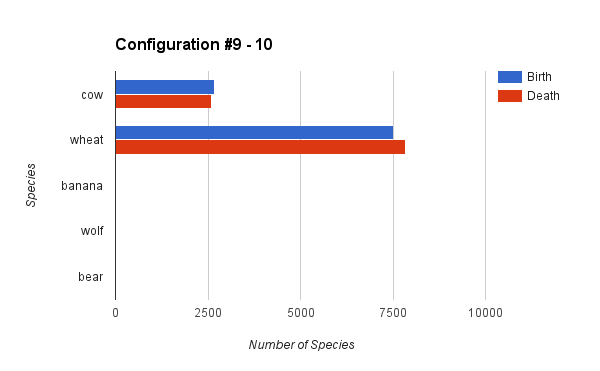 Configuration #9 - 10
Birth
Death
cow
wheat
banana
wolf
bear
Species
0 2500 5000 7500 10000
Number of Species